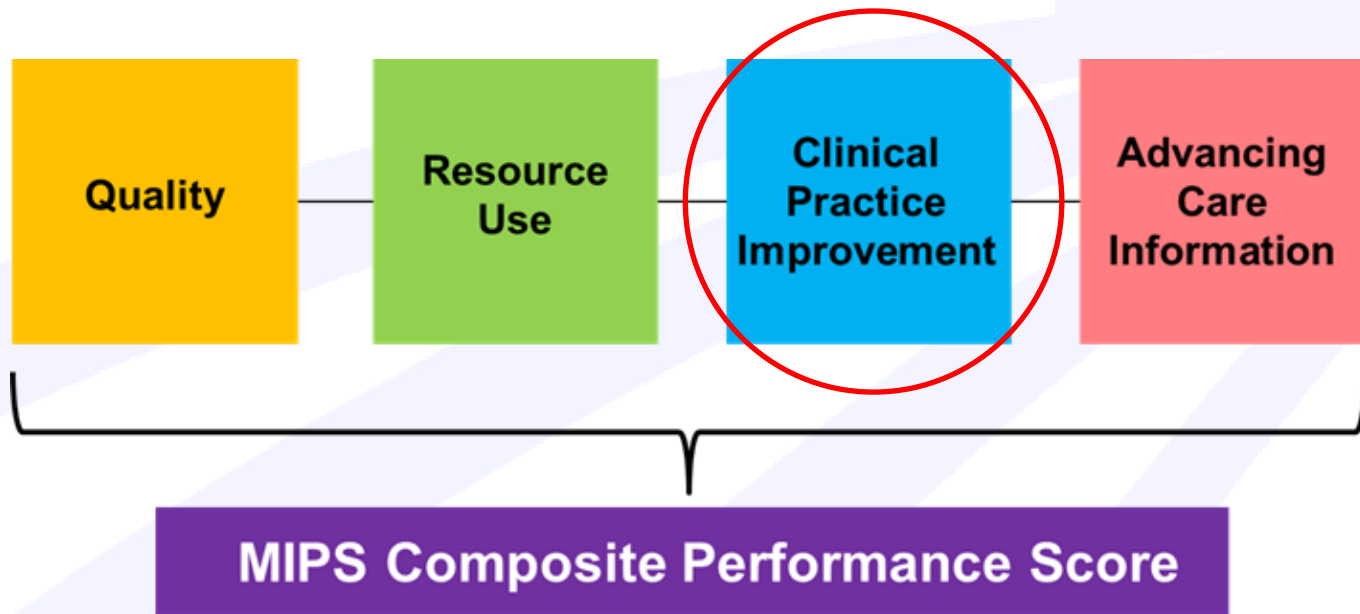 Quality
Resource
Use
Clinical
Practice
Improvement
Advancing
Care
Information
MIPS Composite Performance Score